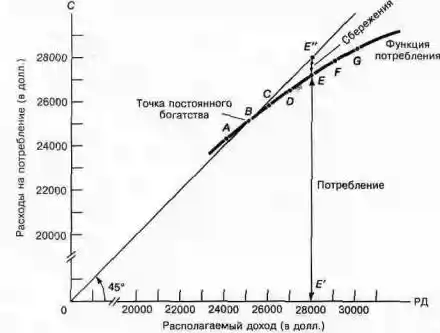 C
E″
Сбережения
28000
Функция
потребления
E
F
G
26000
Точка постоянного
богатства
A
B
C
D
24000
Расходы на потребление (в долл.)
22000
Потребление
20000
45°
E′
0
20000
22000
24000
26000
28000
30000
РД
Располагаемый доход (в долл.)